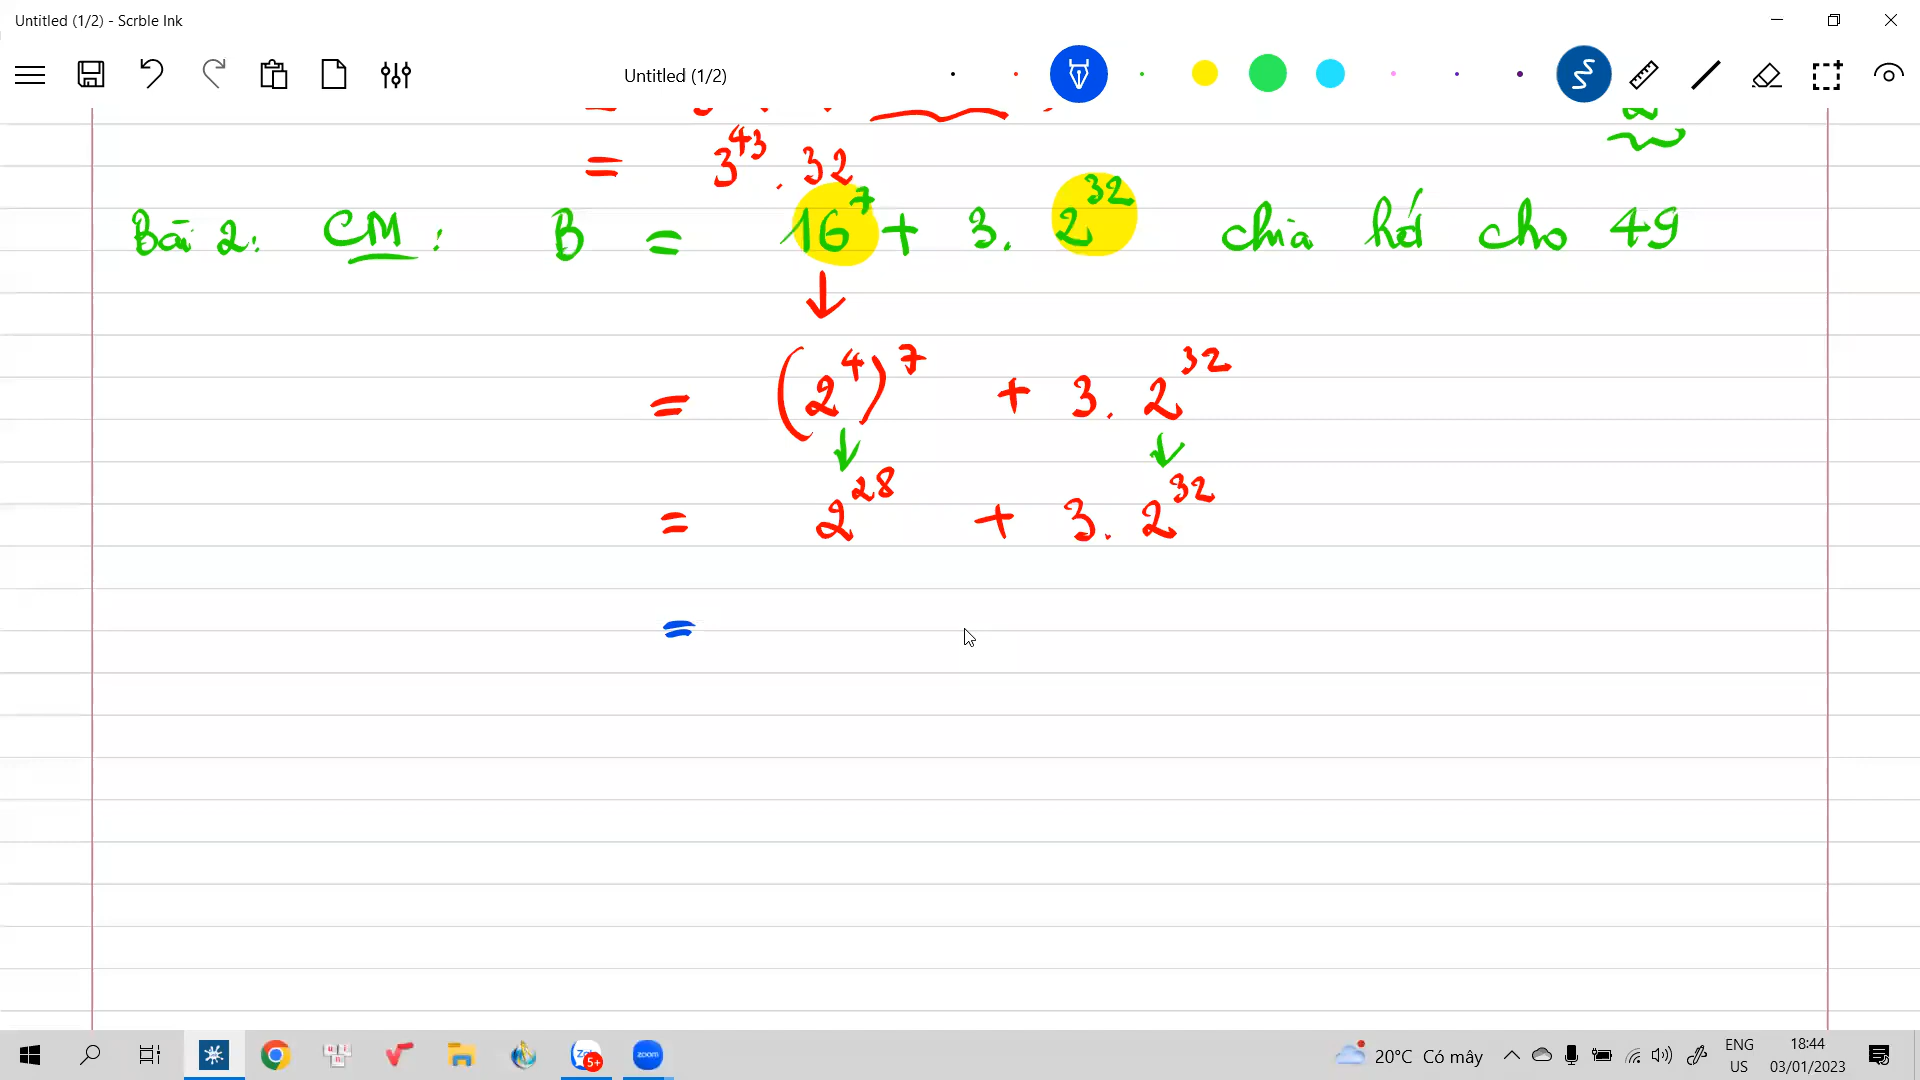 Untitled (1/2) - Scrble Ink
Untitled (1/2)
= 3^43 . 32
Bài 2: CM: B = 16^7 + 3. 2^32 chia hết cho 49
= (2^4)^7 + 3. 2^32
= 2^28 + 3. 2^32
=
5+
zoom
20°C Có mây
ENG
US
18:44
03/01/2023